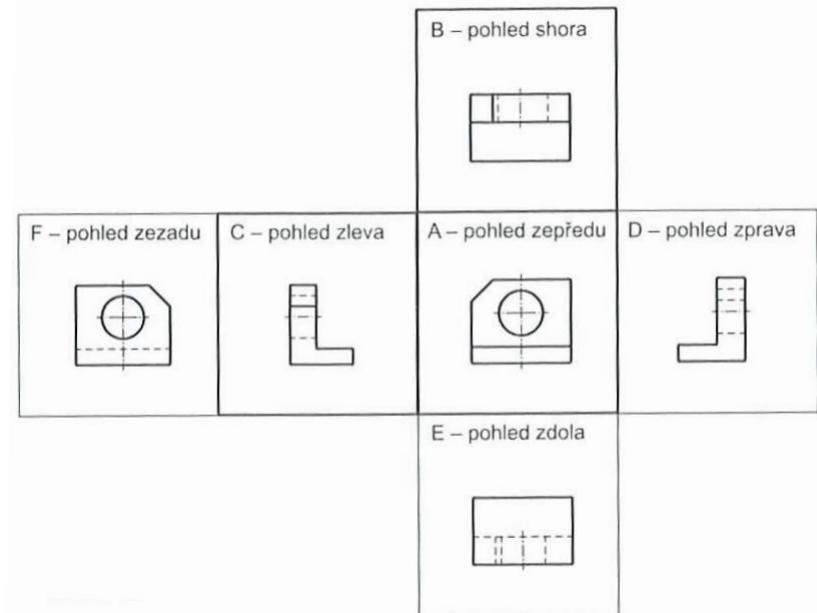 B – pohled shora
F – pohled zezadu
C – pohled zleva
A – pohled zepředu
D – pohled zprava
E – pohled zdola